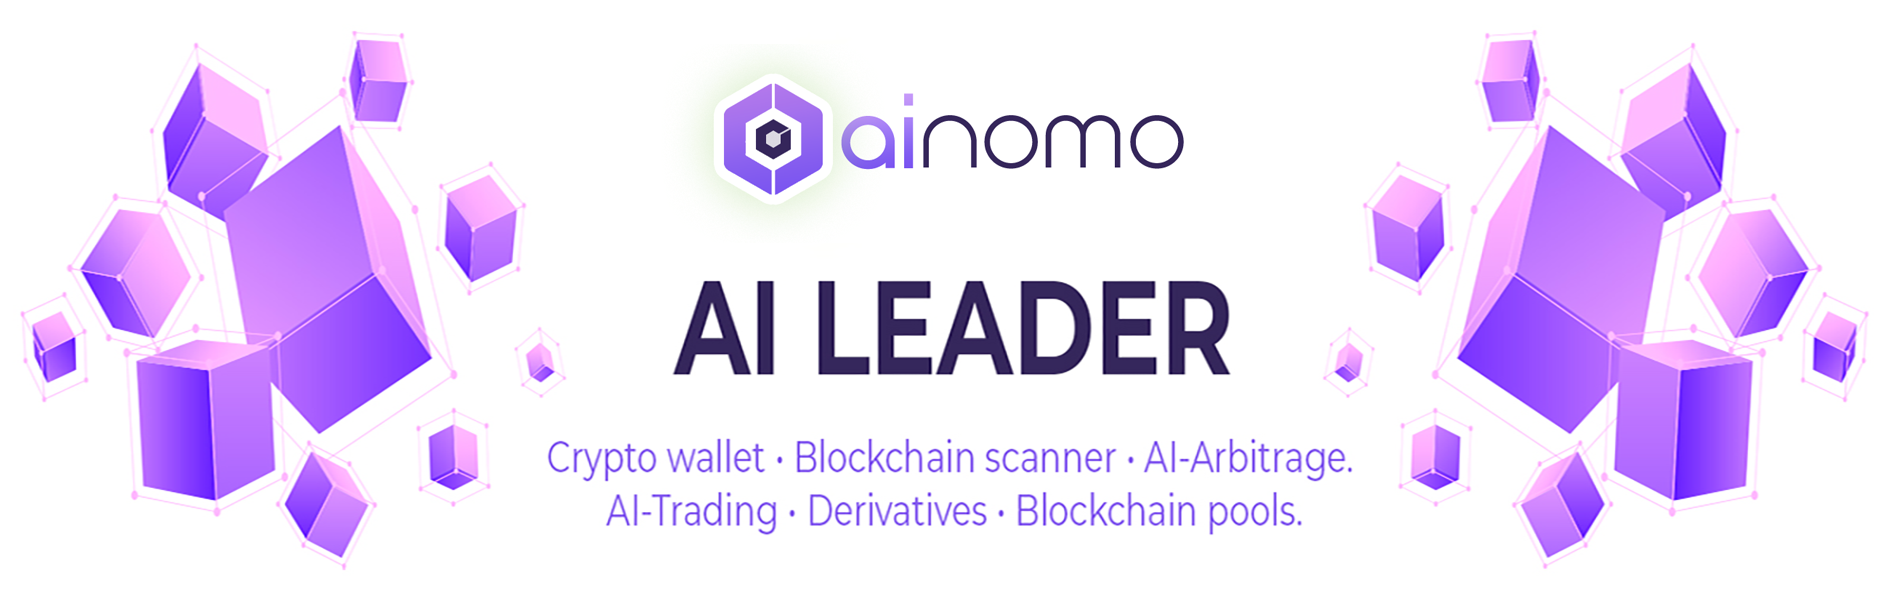 ainomo
AI LEADER
Crypto wallet · Blockchain scanner · AI-Arbitrage.
AI-Trading · Derivatives · Blockchain pools.